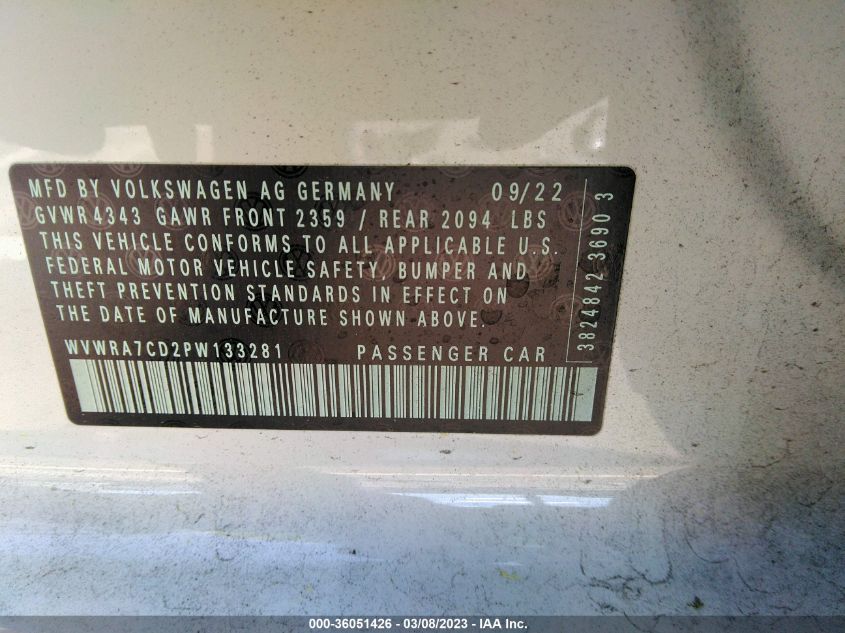 MFD BY VOLKSWAGEN AG GERMANY 09/22
GVWR 4343 GAWR FRONT 2359 / REAR 2094 LBS
THIS VEHICLE CONFORMS TO ALL APPLICABLE U.S.
FEDERAL MOTOR VEHICLE SAFETY, BUMPER AND
THEFT PREVENTION STANDARDS IN EFFECT ON
THE DATE OF MANUFACTURE SHOWN ABOVE.
WVWRA7CD2PW133281 PASSENGER CAR
3824842 3690 3
000-36051426 - 03/08/2023 - IAA Inc.